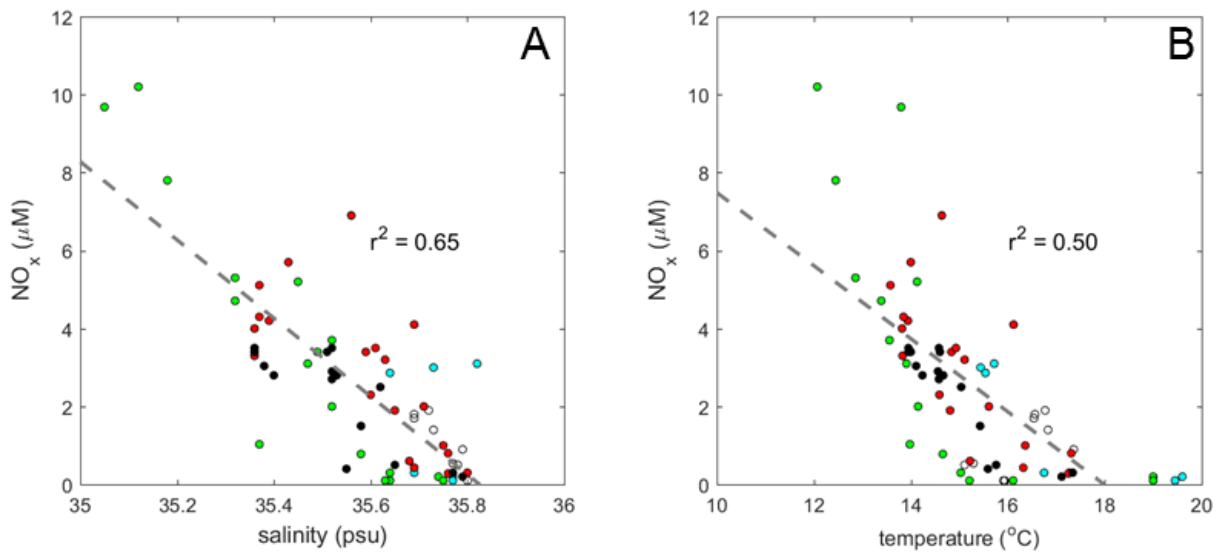 A
12
10
8
6
4
2
0
NOx (μM)
r² = 0.65
35 35.2 35.4 35.6 35.8 36
salinity (psu)
B
12
10
8
6
4
2
0
NOx (μM)
r² = 0.50
10 12 14 16 18 20
temperature (°C)